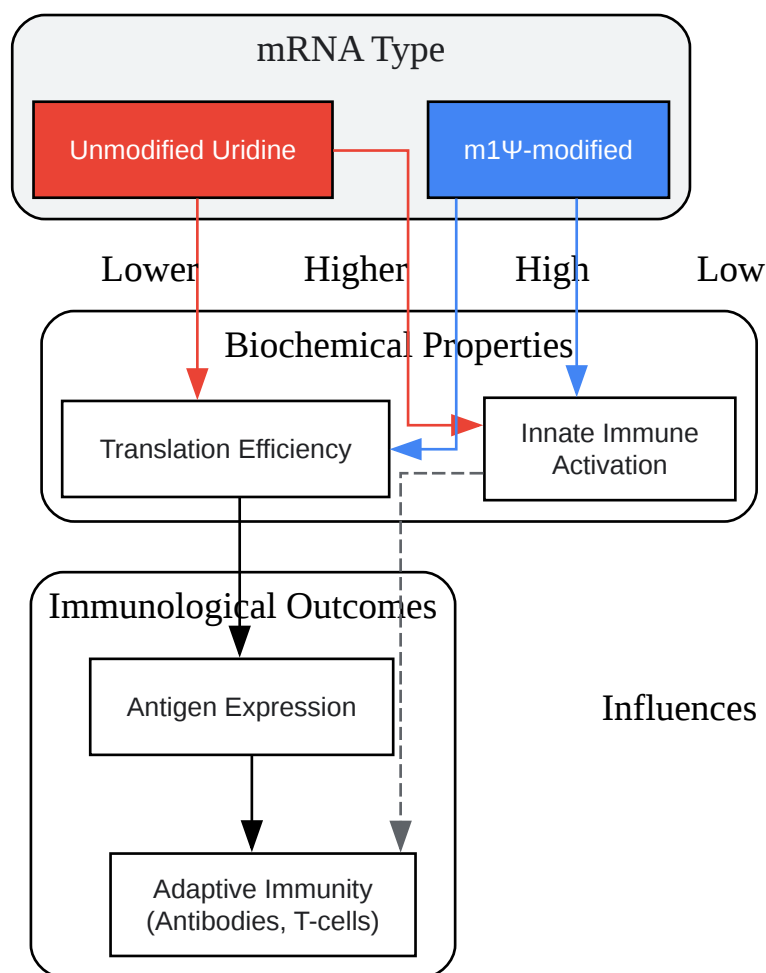 mRNA Type
Unmodified Uridine
m1Ψ-modified
Lower
Higher
High
Low
Biochemical Properties
Translation Efficiency
Innate Immune
Activation
Immunological Outcomes
Antigen Expression
Influences
Adaptive Immunity
(Antibodies, T-cells)